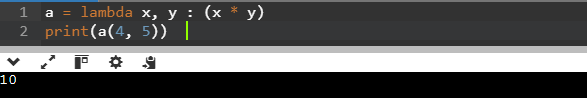 1 a = lambda x, y : (x * y)
2 print(a(4, 5))
10